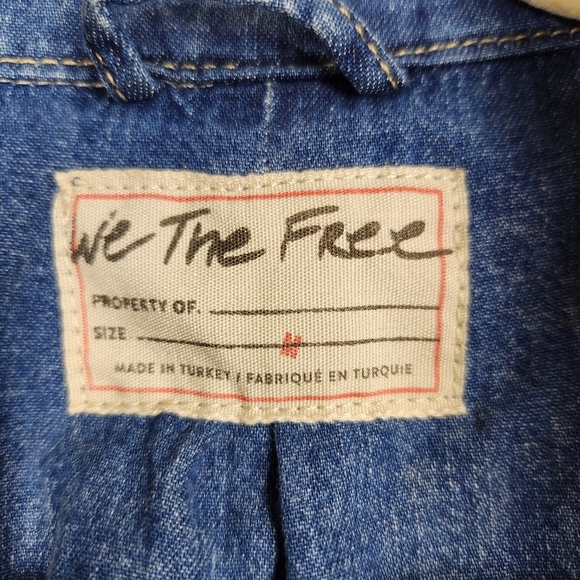 We The Free
PROPERTY OF.
SIZE M
MADE IN TURKEY / FABRIQUÉ EN TURQUIE